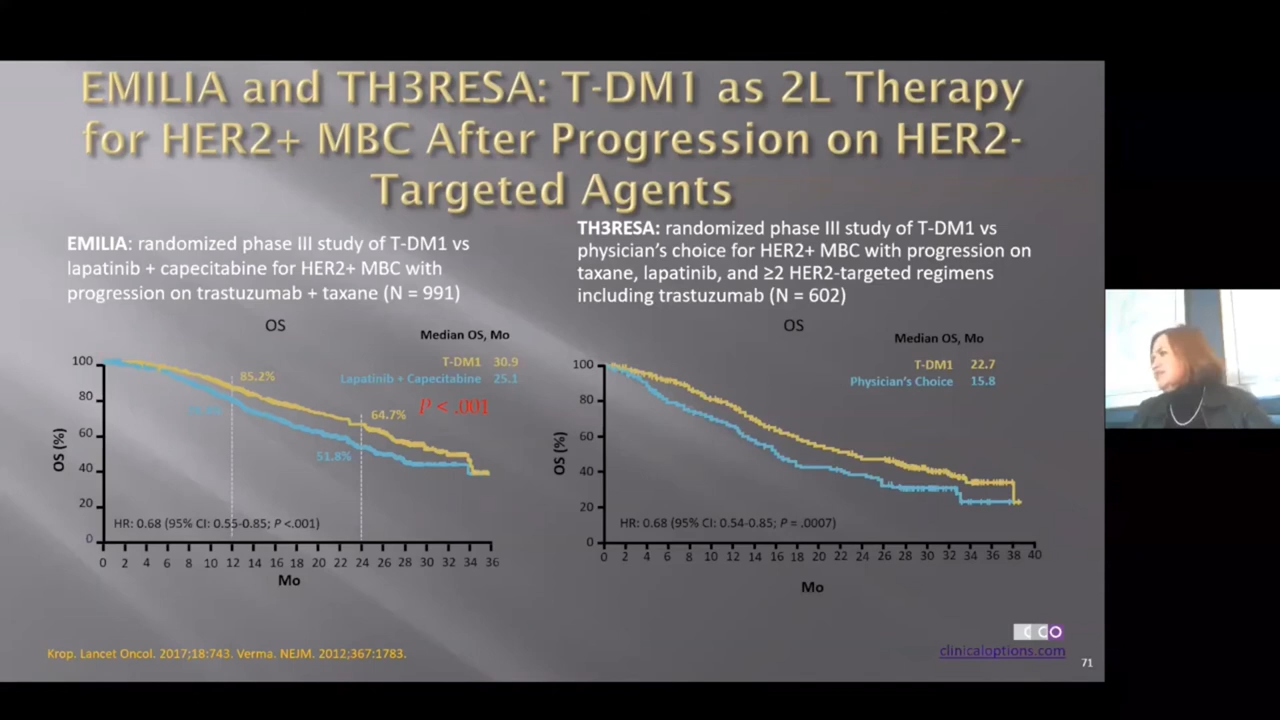 EMILIA and TH3RESA: T-DM1 as 2L Therapy
for HER2+ MBC After Progression on HER2-
Targeted Agents
EMILIA: randomized phase III study of T-DM1 vs
lapatinib + capecitabine for HER2+ MBC with
progression on trastuzumab + taxane (N = 991)
OS
Median OS, Mo
T-DM1 30.9
Lapatinib + Capecitabine 25.1
P < .001
85.2%
64.7%
51.8%
OS (%)
100
80
60
40
20
0
HR: 0.68 (95% CI: 0.55-0.85; P <.001)
0 2 4 6 8 10 12 14 16 18 20 22 24 26 28 30 32 34 36
Mo
TH3RESA: randomized phase III study of T-DM1 vs
physician's choice for HER2+ MBC with progression on
taxane, lapatinib, and ≥2 HER2-targeted regimens
including trastuzumab (N = 602)
OS
Median OS, Mo
T-DM1 22.7
Physician's Choice 15.8
OS (%)
100
80
60
40
20
0
HR: 0.68 (95% CI: 0.54-0.85; P = .0007)
0 2 4 6 8 10 12 14 16 18 20 22 24 26 28 30 32 34 36 38 40
Mo
Krop. Lancet Oncol. 2017;18:743. Verma. NEJM. 2012;367:1783.
CCO
clinicaloptions.com
71